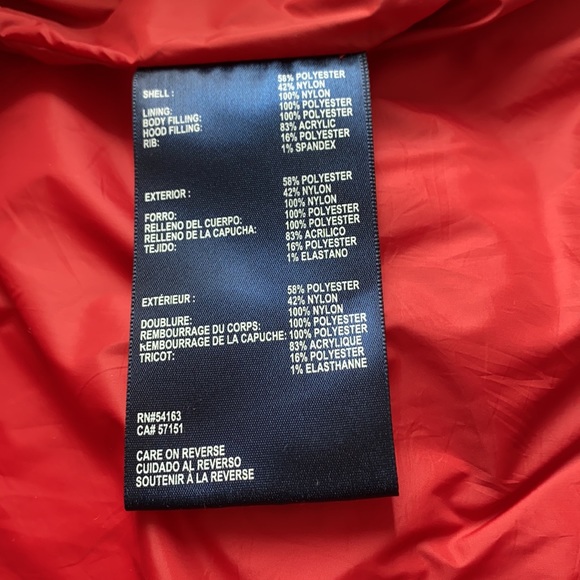 SHELL: 58% POLYESTER
42% NYLON
LINING: 100% NYLON
BODY FILLING: 100% POLYESTER
HOOD FILLING: 100% POLYESTER
RIB: 83% ACRYLIC
16% POLYESTER
1% SPANDEX
EXTERIOR: 58% POLYESTER
42% NYLON
FORRO: 100% NYLON
RELLENO DEL CUERPO: 100% POLYESTER
RELLENO DE LA CAPUCHA: 100% POLYESTER
TEJIDO: 83% ACRILICO
16% POLYESTER
1% ELASTANO
EXTÉRIEUR : 58% POLYESTER
42% NYLON
DOUBLURE: 100% NYLON
REMBOURRAGE DU CORPS: 100% POLYESTER
REMBOURRAGE DE LA CAPUCHE: 100% POLYESTER
TRICOT: 83% ACRYLIQUE
16% POLYESTER
1% ELASTHANNE
RN#54163
CA# 57151
CARE ON REVERSE
CUIDADO AL REVERSO
SOUTENIR À LA REVERSE